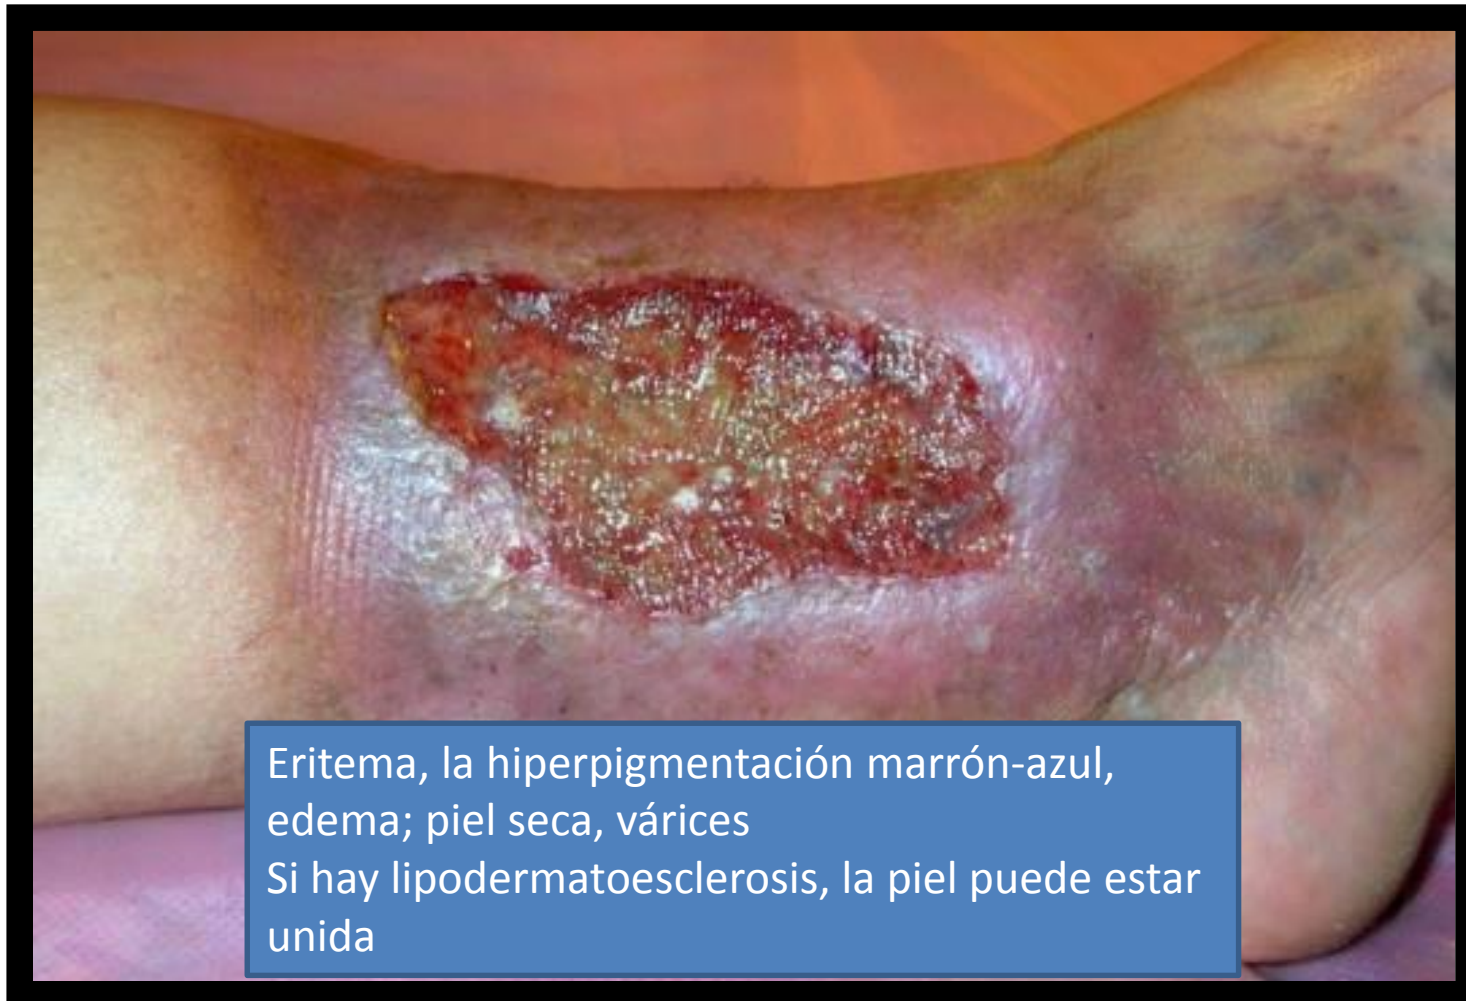 Eritema, la hiperpigmentación marrón-azul,
edema; piel seca, várices
Si hay lipodermatoesclerosis, la piel puede estar
unida